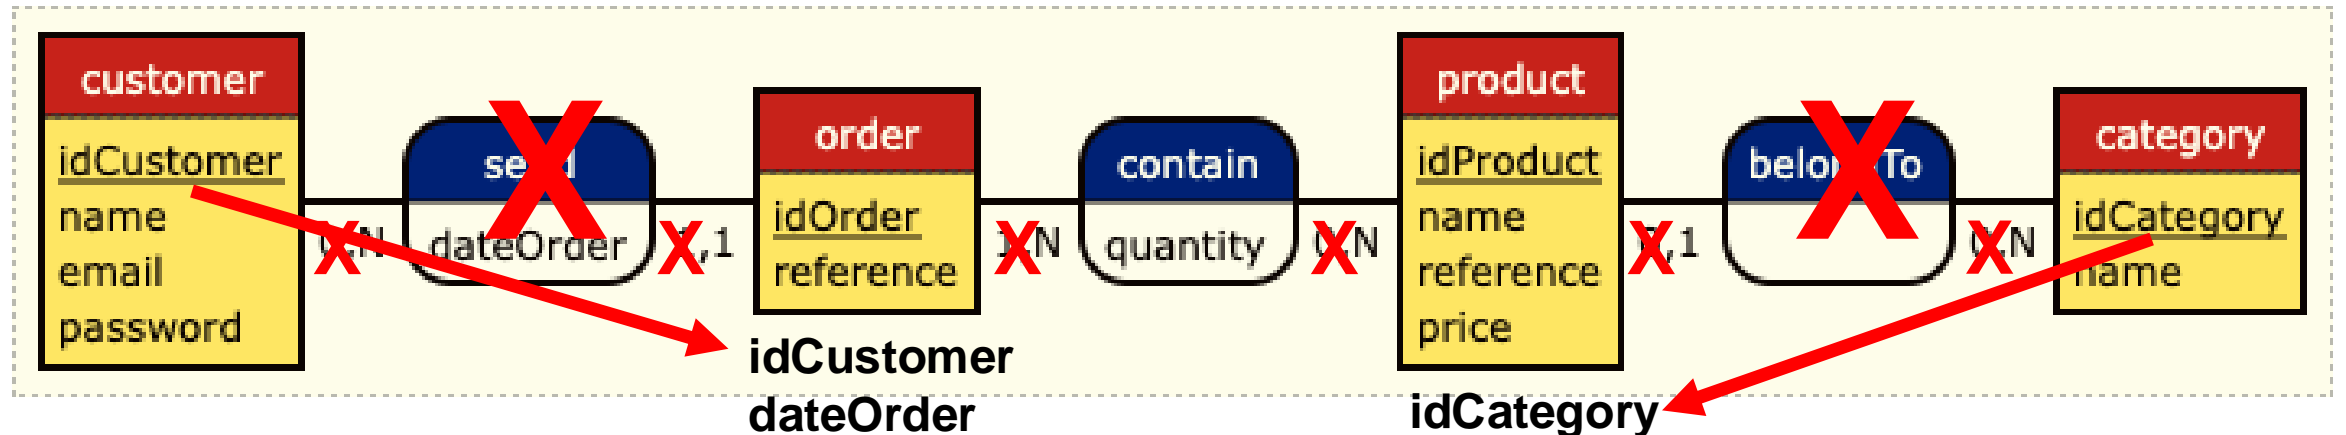 customer
idCustomer
name
email
password
dateOrder
,1
order
idOrder
reference
idCustomer
dateOrder
contain
quantity
product
idProduct
name
reference
price
,1
idCategory
category
idCategory
name